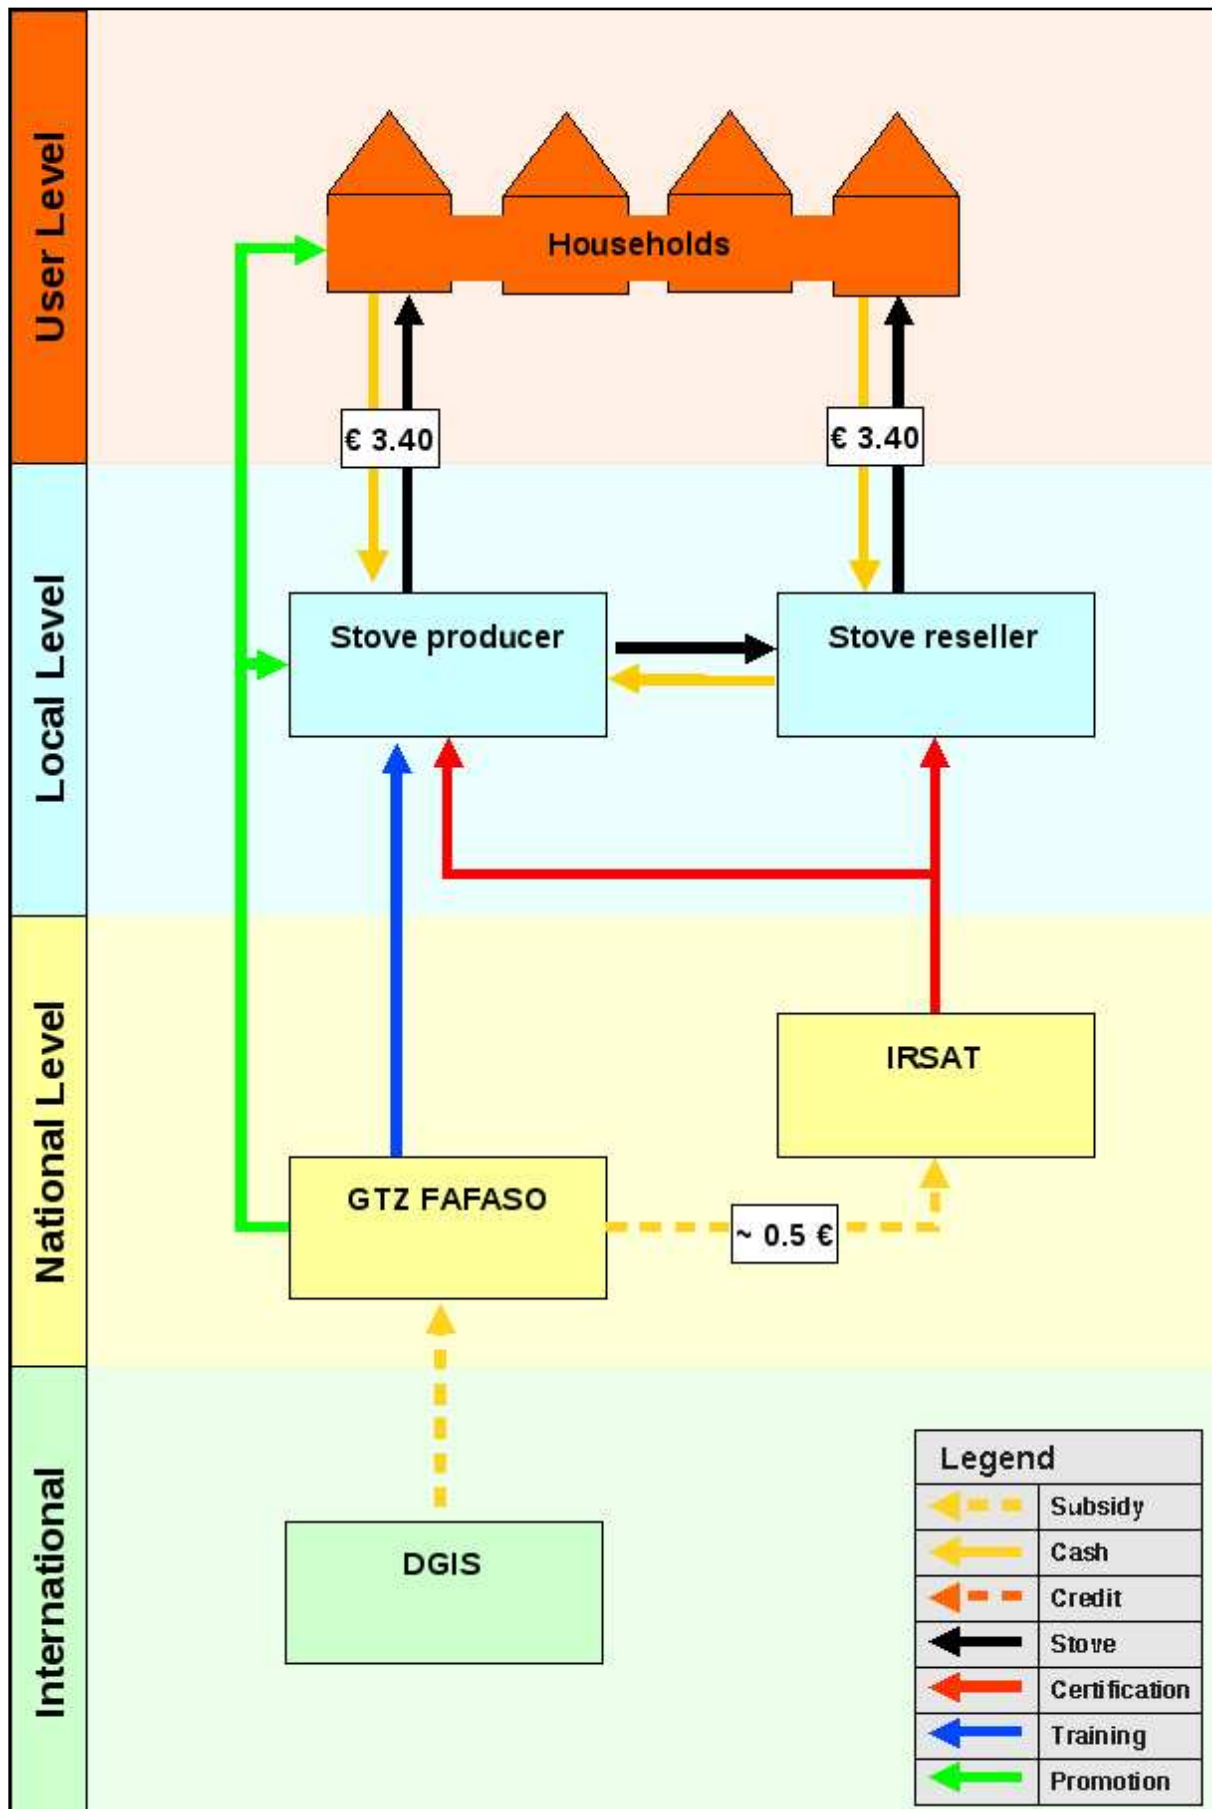 User Level
Households
€ 3.40
€ 3.40
Local Level
Stove producer
Stove reseller
National Level
IRSAT
GTZ FAFASO
~ 0.5 €
International
DGIS
Legend
Subsidy
Cash
Credit
Stove
Certification
Training
Promotion